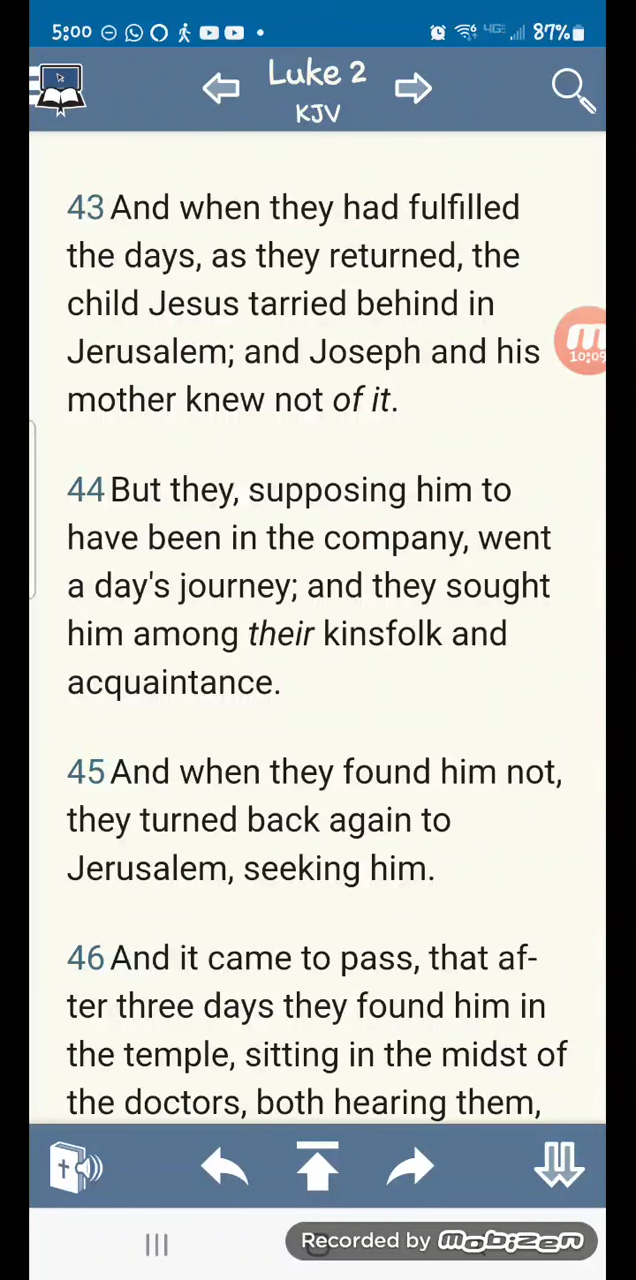 5:00 87%
Luke 2
KJV
43 And when they had fulfilled
the days, as they returned, the
child Jesus tarried behind in
Jerusalem; and Joseph and his
10:09
mother knew not of it.
44 But they, supposing him to
have been in the company, went
a day's journey; and they sought
him among their kinsfolk and
acquaintance.
45 And when they found him not,
they turned back again to
Jerusalem, seeking him.
46 And it came to pass, that af-
ter three days they found him in
the temple, sitting in the midst of
the doctors, both hearing them,
Recorded by mobizen